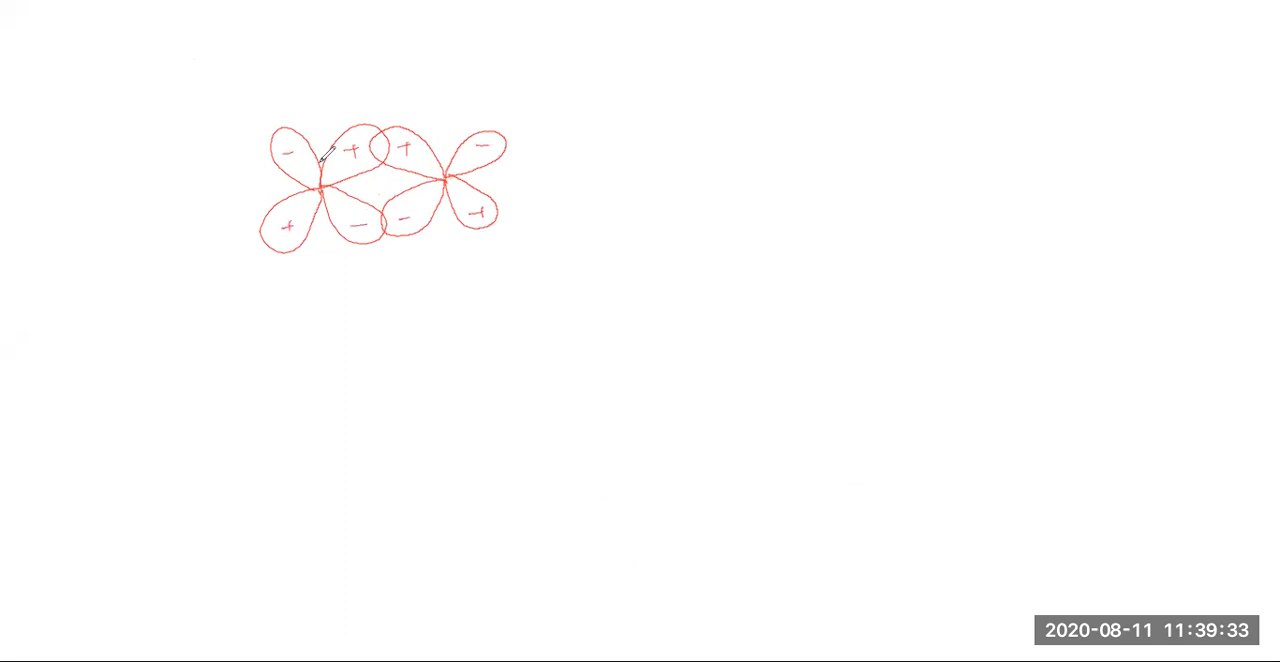 − + + −
+ − − +
2020-08-11 11:39:33